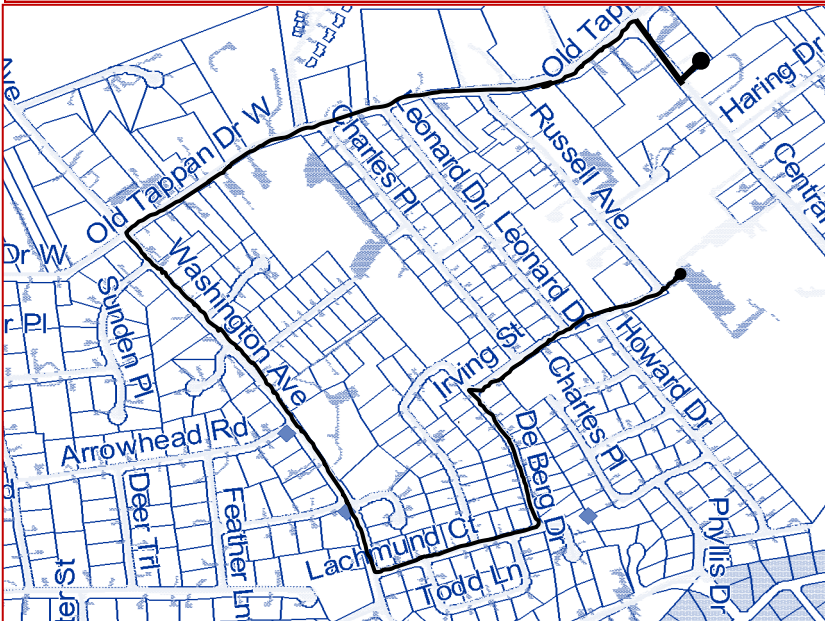 Old Tapp
Haring Dr
Ave
Charles Pl
Leonard Dr
Russell Ave
Centra
Old Tappan Dr W
Dr W
Washington Ave
Leonard Dr
Sunden Pl
r Pl
Irving St
Howard Dr
Charles Pl
De Berg Dr
Arrowhead Rd
d
Deer Trl
Feather Ln
Lachmund Ct
Phyllis Dr
Todd Ln
ter St